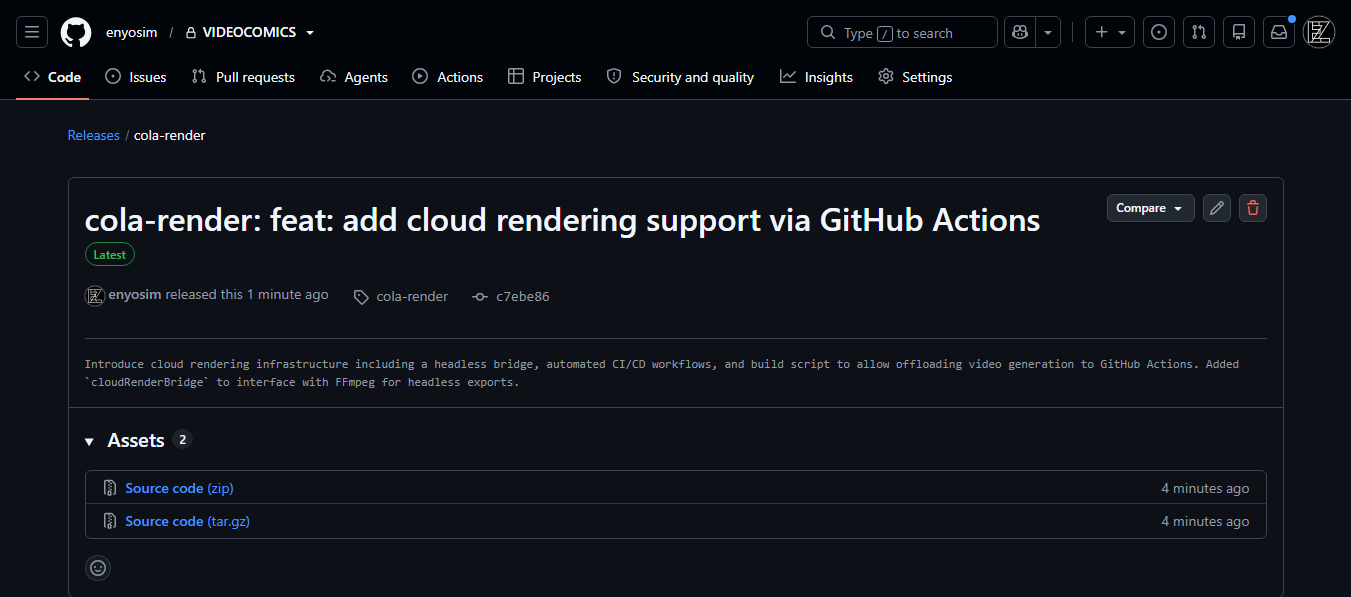 enyosim / VIDEOCOMICS
Type / to search
Code Issues Pull requests Agents Actions Projects Security and quality Insights Settings
Releases / cola-render
cola-render: feat: add cloud rendering support via GitHub Actions
Compare
Latest
enyosim released this 1 minute ago cola-render c7ebe86
Introduce cloud rendering infrastructure including a headless bridge, automated CI/CD workflows, and build script to allow offloading video generation to GitHub Actions. Added
`cloudRenderBridge` to interface with FFmpeg for headless exports.
Assets 2
Source code (zip) 4 minutes ago
Source code (tar.gz) 4 minutes ago